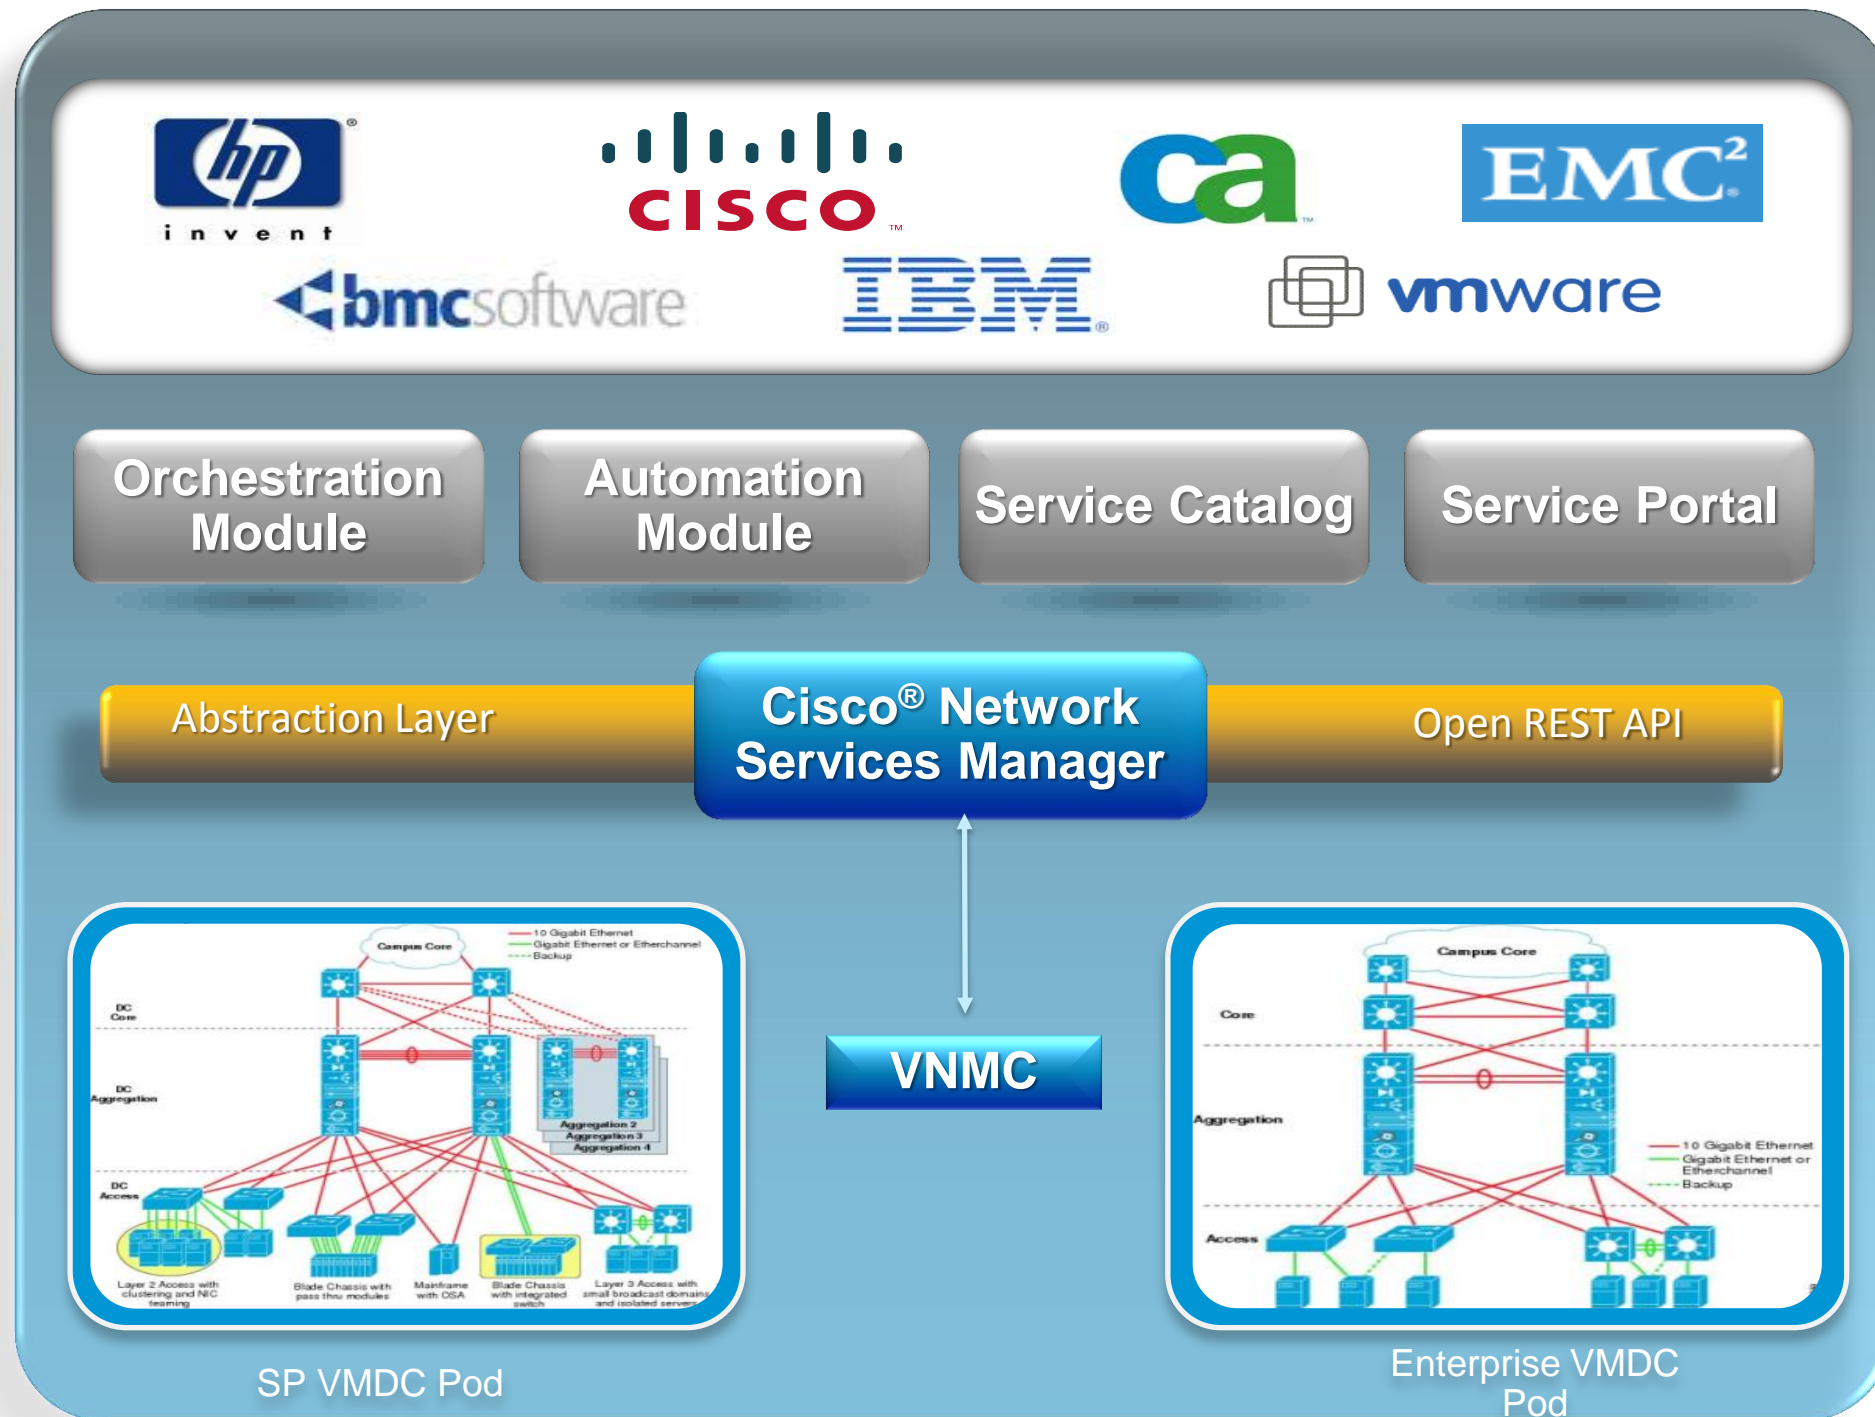 hp®
invent
CISCO™
ca™
EMC²®
bmcsoftware
IBM®
vmware
Orchestration
Module
Automation
Module
Service Catalog
Service Portal
Abstraction Layer
Cisco® Network
Services Manager
Open REST API
VNMC
Campus Core
10 Gigabit Ethernet
Gigabit Ethernet or Etherchannel
Backup
DC
Core
DC
Aggregation
Aggregation 2
Aggregation 3
Aggregation 4
DC
Access
Layer 2 Access with
clustering and NIC
teaming
Blade Chassis with
pass thru modules
Mainframe
with OSA
Blade Chassis
with integrated
switch
Layer 3 Access with
small broadcast domains
and isolated servers
SP VMDC Pod
Campus Core
Core
Aggregation
10 Gigabit Ethernet
Gigabit Ethernet or
Etherchannel
Backup
Access
Enterprise VMDC
Pod